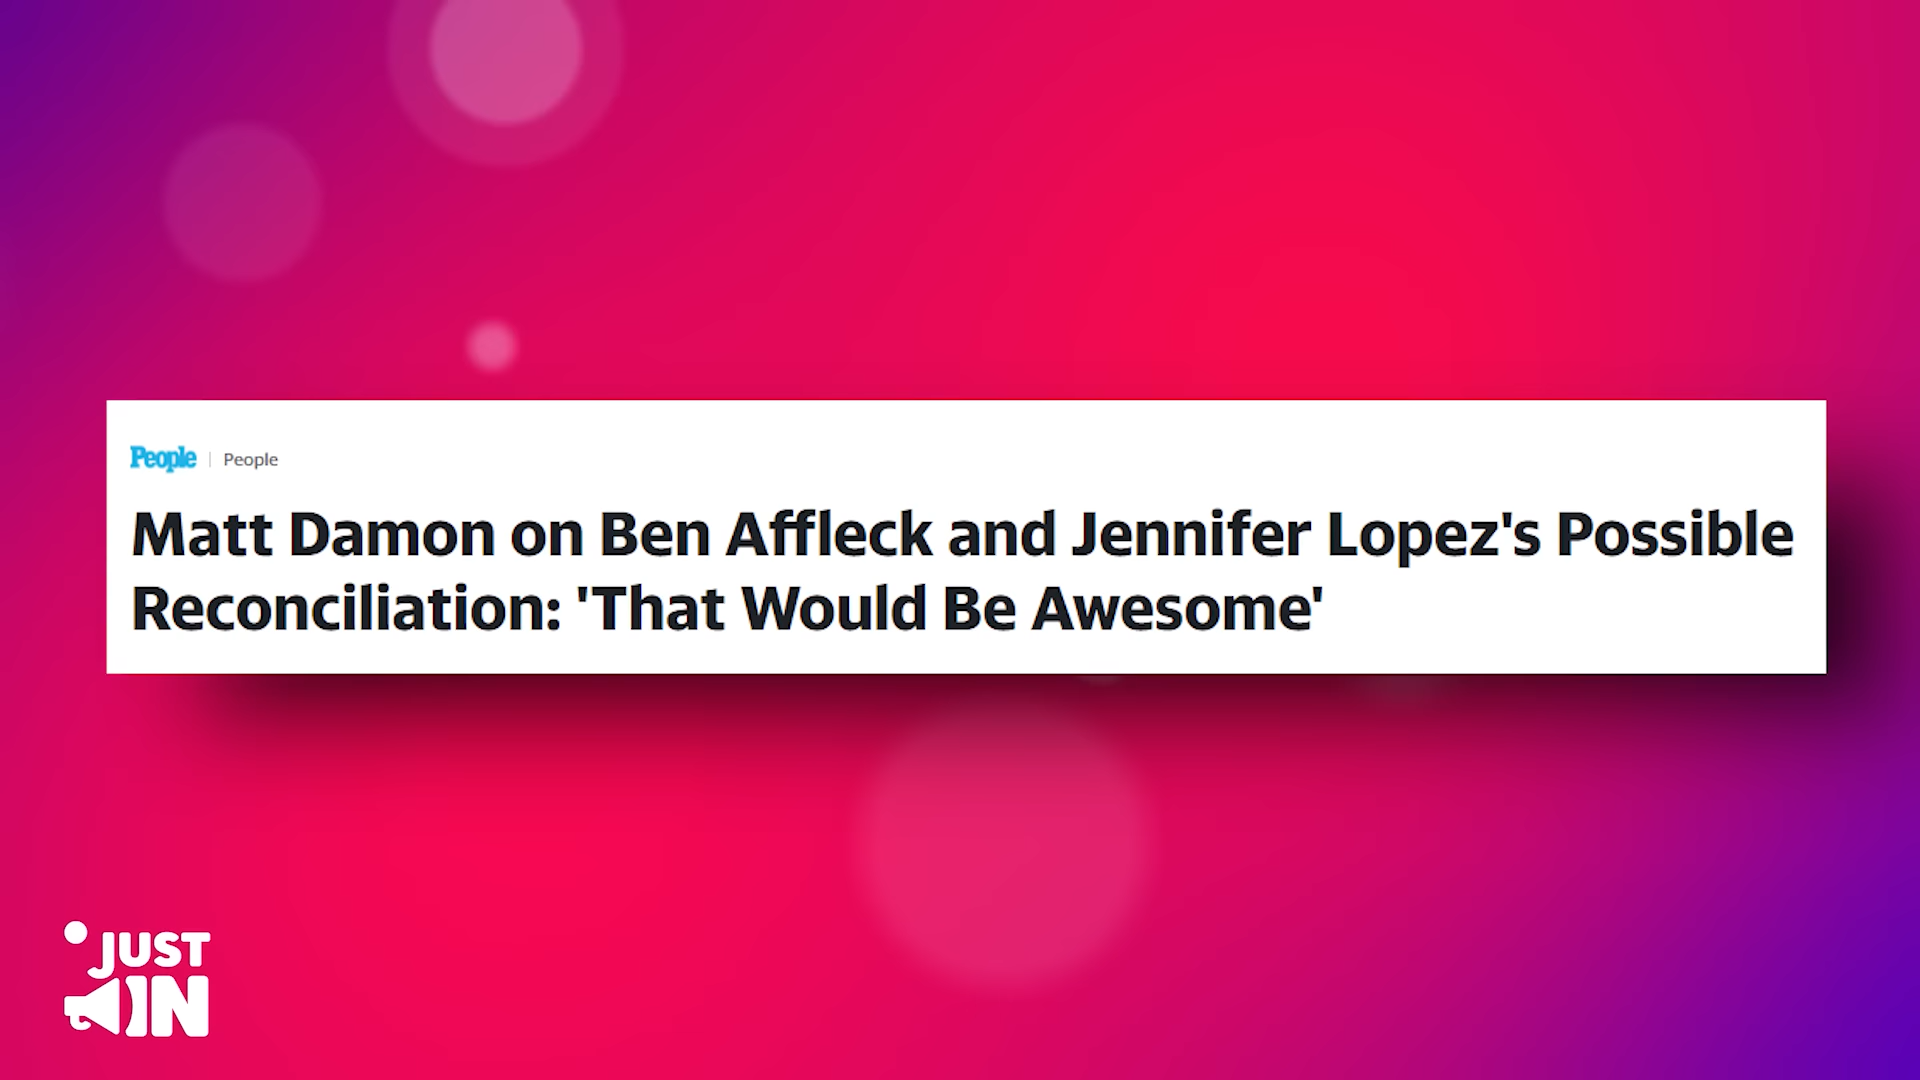 People | People
Matt Damon on Ben Affleck and Jennifer Lopez's Possible
Reconciliation: 'That Would Be Awesome'
JUST
IN